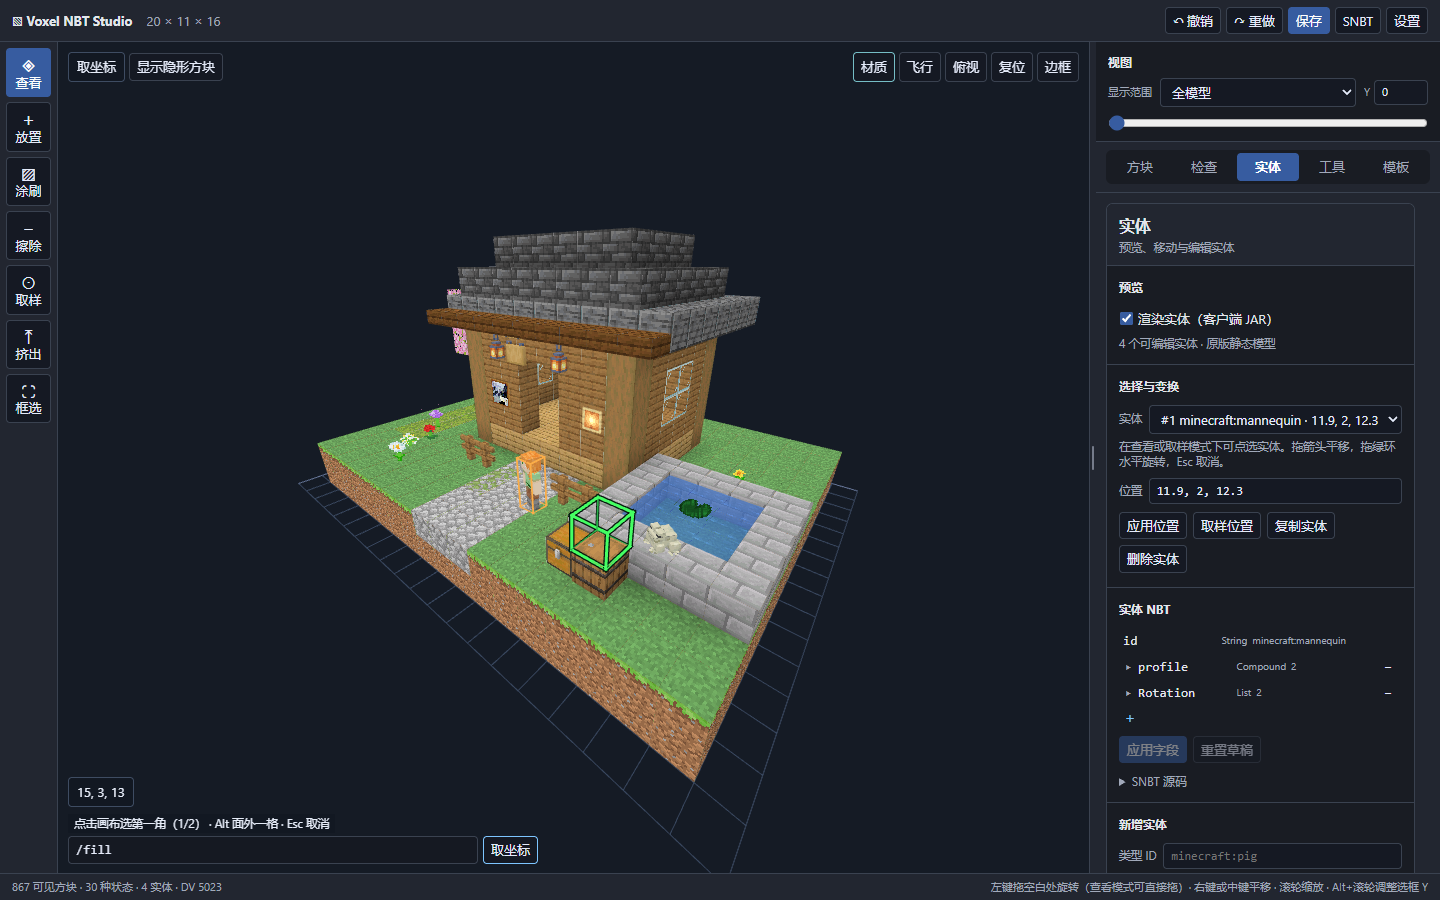 Voxel NBT Studio 20 × 11 × 16
↶ 撤销 ↷ 重做 保存 SNBT 设置
查看
放置
涂刷
擦除
取样
挤出
框选
取坐标 显示隐形方块
材质 飞行 俯视 复位 边框
15, 3, 13
点击画布选第一角（1/2） · Alt 面外一格 · Esc 取消
/fill 取坐标
视图
显示范围 全模型 Y 0
方块 检查 实体 工具 模板
实体
预览、移动与编辑实体
预览
渲染实体（客户端 JAR）
4 个可编辑实体 · 原版静态模型
选择与变换
实体 #1 minecraft:mannequin · 11.9, 2, 12.3
在查看或取样模式下可点选实体。拖箭头平移，拖绿环
水平旋转，Esc 取消。
位置 11.9, 2, 12.3
应用位置 取样位置 复制实体
删除实体
实体 NBT
id String minecraft:mannequin
▸ profile Compound 2 −
▸ Rotation List 2 −
+
应用字段 重置草稿
▶ SNBT 源码
新增实体
类型 ID minecraft:pig
867 可见方块 · 30 种状态 · 4 实体 · DV 5023
左键拖空白处旋转（查看模式可直接拖） · 右键或中键平移 · 滚轮缩放 · Alt+滚轮调整选框 Y